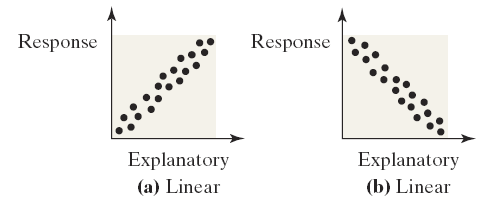 Response
Explanatory
(a) Linear
Response
Explanatory
(b) Linear